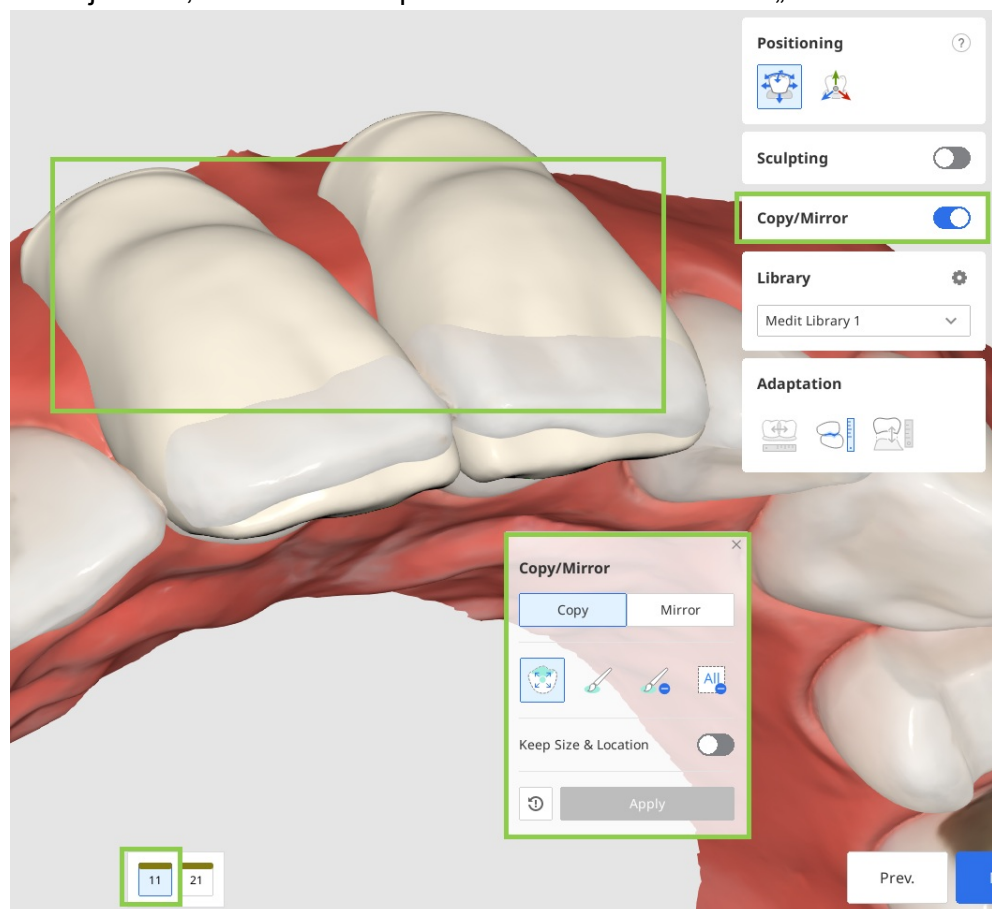 Positioning
?
Sculpting
Copy/Mirror
Library
Medit Library 1
Adaptation
Copy/Mirror
Copy Mirror
All
Keep Size & Location
Apply
11 21
Prev.